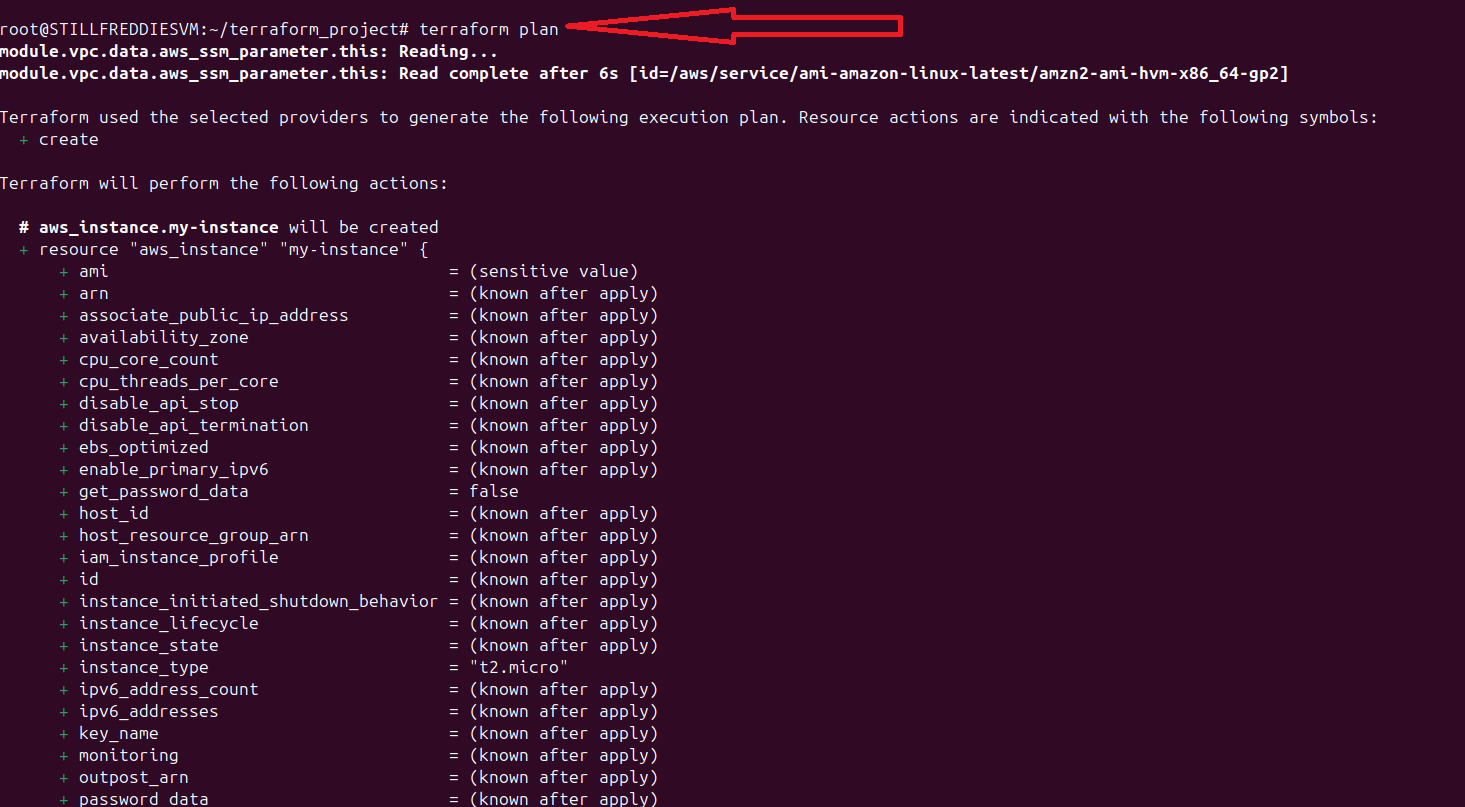 root@STILLFREDDIESVM:~/terraform_project# terraform plan
module.vpc.data.aws_ssm_parameter.this: Reading...
module.vpc.data.aws_ssm_parameter.this: Read complete after 6s [id=/aws/service/ami-amazon-linux-latest/amzn2-ami-hvm-x86_64-gp2]
Terraform used the selected providers to generate the following execution plan. Resource actions are indicated with the following symbols:
+ create
Terraform will perform the following actions:
# aws_instance.my-instance will be created
+ resource "aws_instance" "my-instance" {
+ ami = (sensitive value)
+ arn = (known after apply)
+ associate_public_ip_address = (known after apply)
+ availability_zone = (known after apply)
+ cpu_core_count = (known after apply)
+ cpu_threads_per_core = (known after apply)
+ disable_api_stop = (known after apply)
+ disable_api_termination = (known after apply)
+ ebs_optimized = (known after apply)
+ enable_primary_ipv6 = (known after apply)
+ get_password_data = false
+ host_id = (known after apply)
+ host_resource_group_arn = (known after apply)
+ iam_instance_profile = (known after apply)
+ id = (known after apply)
+ instance_initiated_shutdown_behavior = (known after apply)
+ instance_lifecycle = (known after apply)
+ instance_state = (known after apply)
+ instance_type = "t2.micro"
+ ipv6_address_count = (known after apply)
+ ipv6_addresses = (known after apply)
+ key_name = (known after apply)
+ monitoring = (known after apply)
+ outpost_arn = (known after apply)
+ password_data = (known after apply)